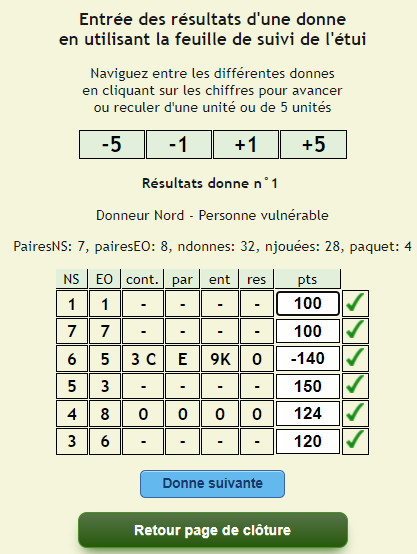 Entrée des résultats d'une donne
en utilisant la feuille de suivi de l'étui
Naviguez entre les différentes donnes
en cliquant sur les chiffres pour avancer
ou reculer d'une unité ou de 5 unités
-5 -1 +1 +5
Résultats donne n°1
Donneur Nord - Personne vulnérable
PairesNS: 7, pairesEO: 8, ndonnes: 32, njouées: 28, paquet: 4
NS EO cont. par ent res pts
1 1 - - - - 100
7 7 - - - - 100
6 5 3 C E 9K 0 -140
5 3 - - - - 150
4 8 0 0 0 0 124
3 6 - - - - 120
Donne suivante
Retour page de clôture